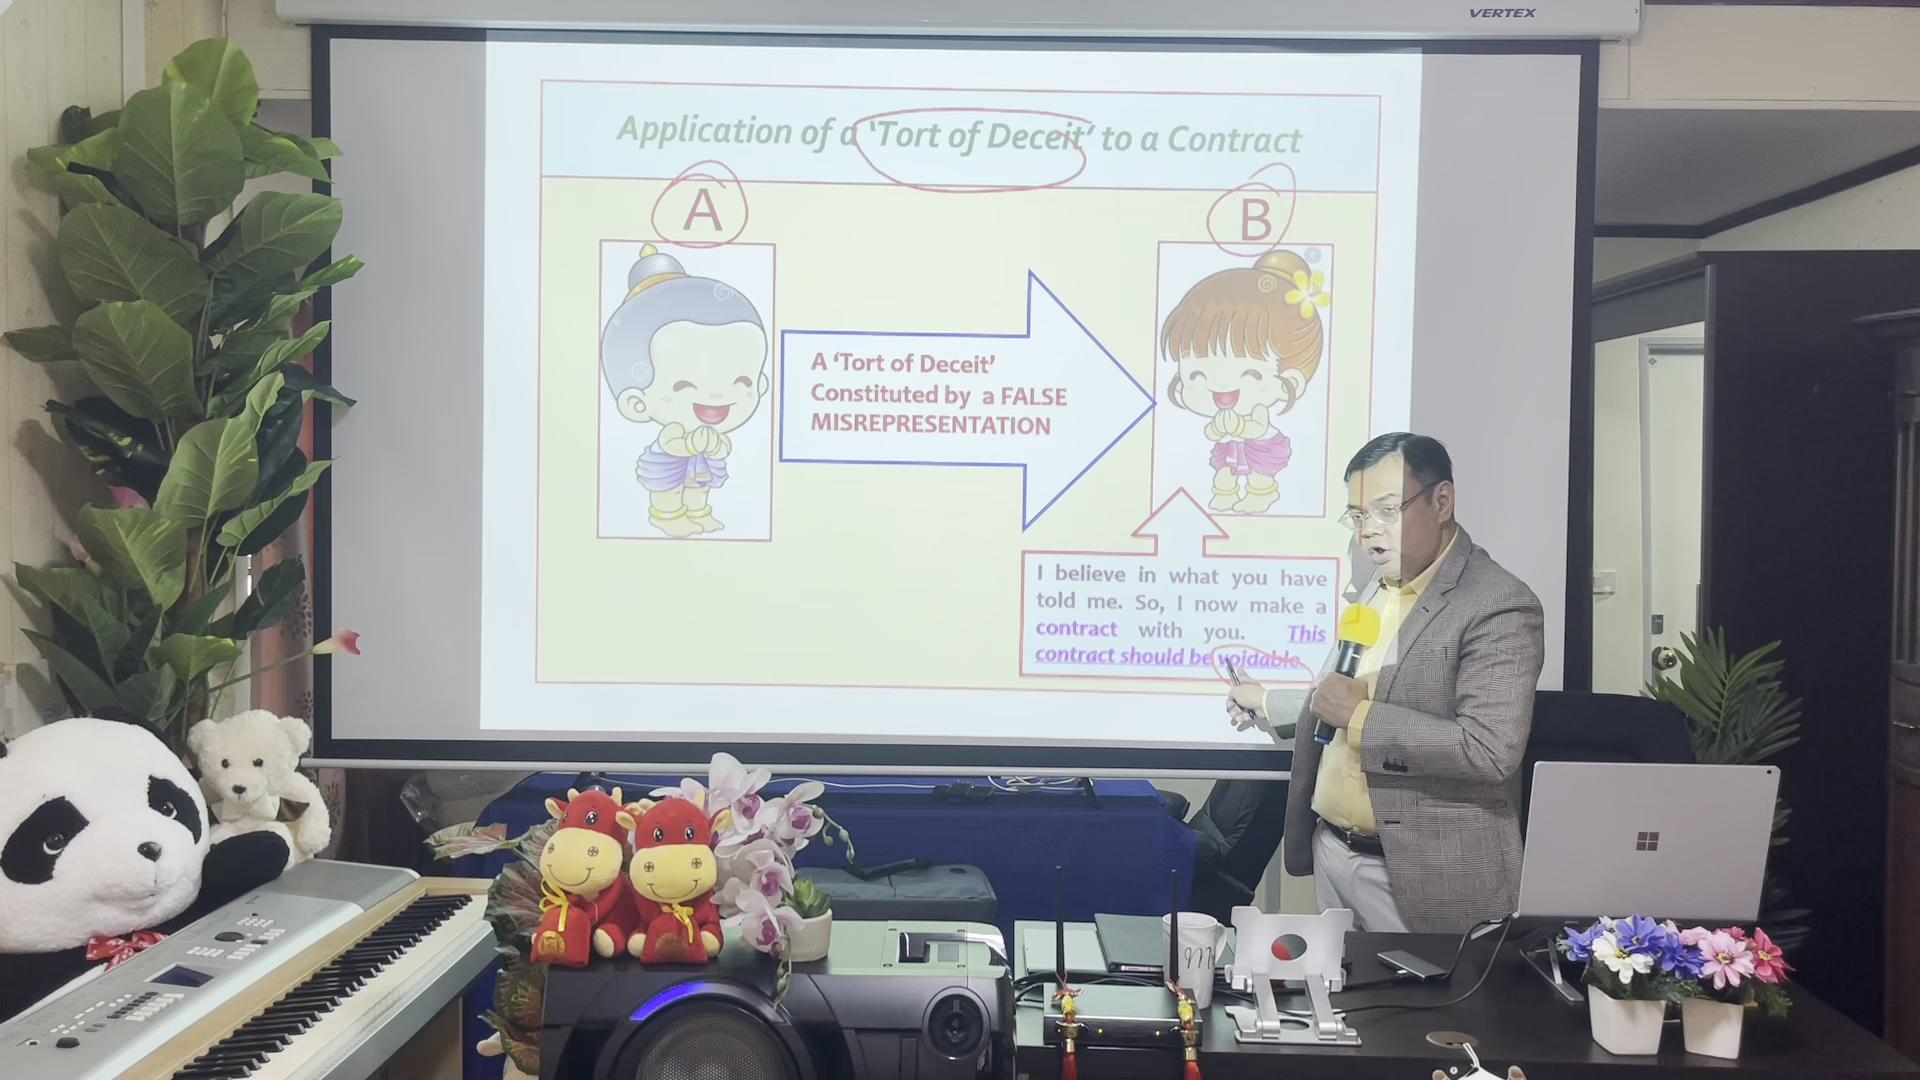 VERTEX
Application of a ‘Tort of Deceit’ to a Contract
A
B
A ‘Tort of Deceit’
Constituted by a FALSE
MISREPRESENTATION
I believe in what you have
told me. So, I now make a
contract with you. This
contract should be voidable